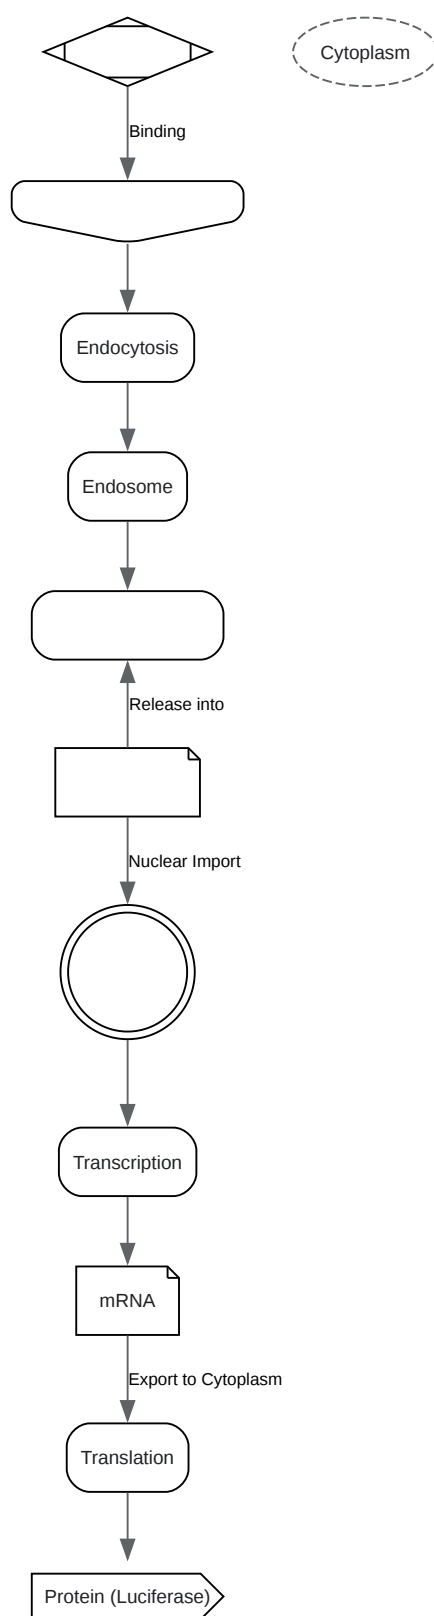 Cytoplasm
Binding
Endocytosis
Endosome
Release into
Nuclear Import
Transcription
mRNA
Export to Cytoplasm
Translation
Protein (Luciferase)